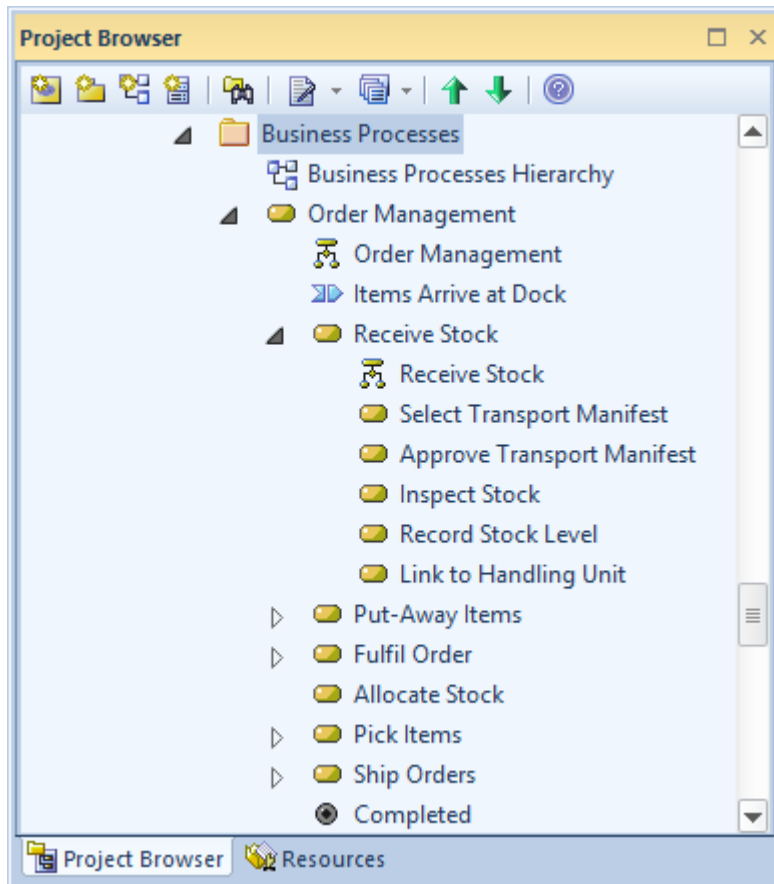 Project Browser
Business Processes
Business Processes Hierarchy
Order Management
Order Management
Items Arrive at Dock
Receive Stock
Receive Stock
Select Transport Manifest
Approve Transport Manifest
Inspect Stock
Record Stock Level
Link to Handling Unit
Put-Away Items
Fulfil Order
Allocate Stock
Pick Items
Ship Orders
Completed
Project Browser Resources